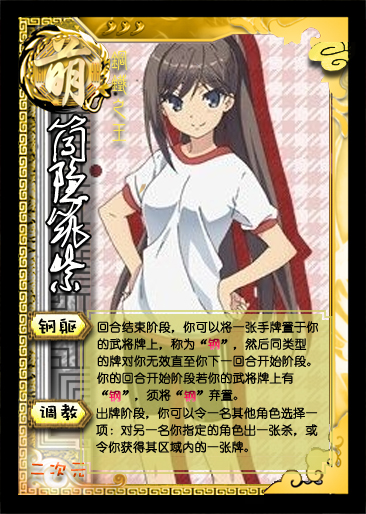 萌
鋼鐵之王
筒隐筑紫
钢躯
回合结束阶段，你可以将一张手牌置于你
的武将牌上，称为“钢”，然后同类型
的牌对你无效直至你下一回合开始阶段。
你的回合开始阶段若你的武将牌上有
“钢”，须将“钢”弃置。
调教
出牌阶段，你可以令一名其他角色选择一
项：对另一名你指定的角色出一张杀，或
令你获得其区域内的一张牌。
二次元